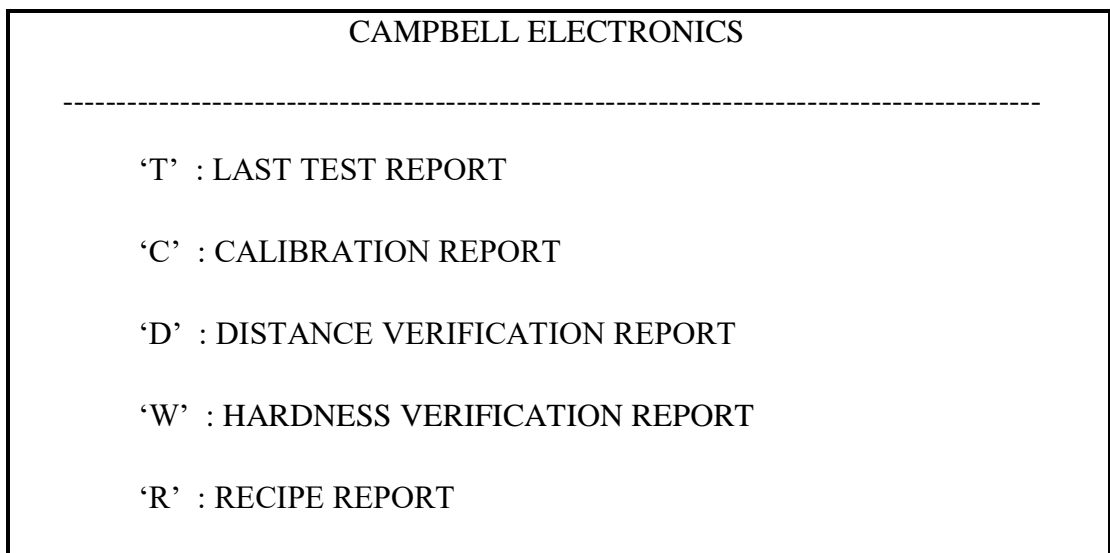 CAMPBELL ELECTRONICS
-------------------------------------------------------------------------------------------
‘T’ : LAST TEST REPORT
‘C’ : CALIBRATION REPORT
‘D’ : DISTANCE VERIFICATION REPORT
‘W’ : HARDNESS VERIFICATION REPORT
‘R’ : RECIPE REPORT